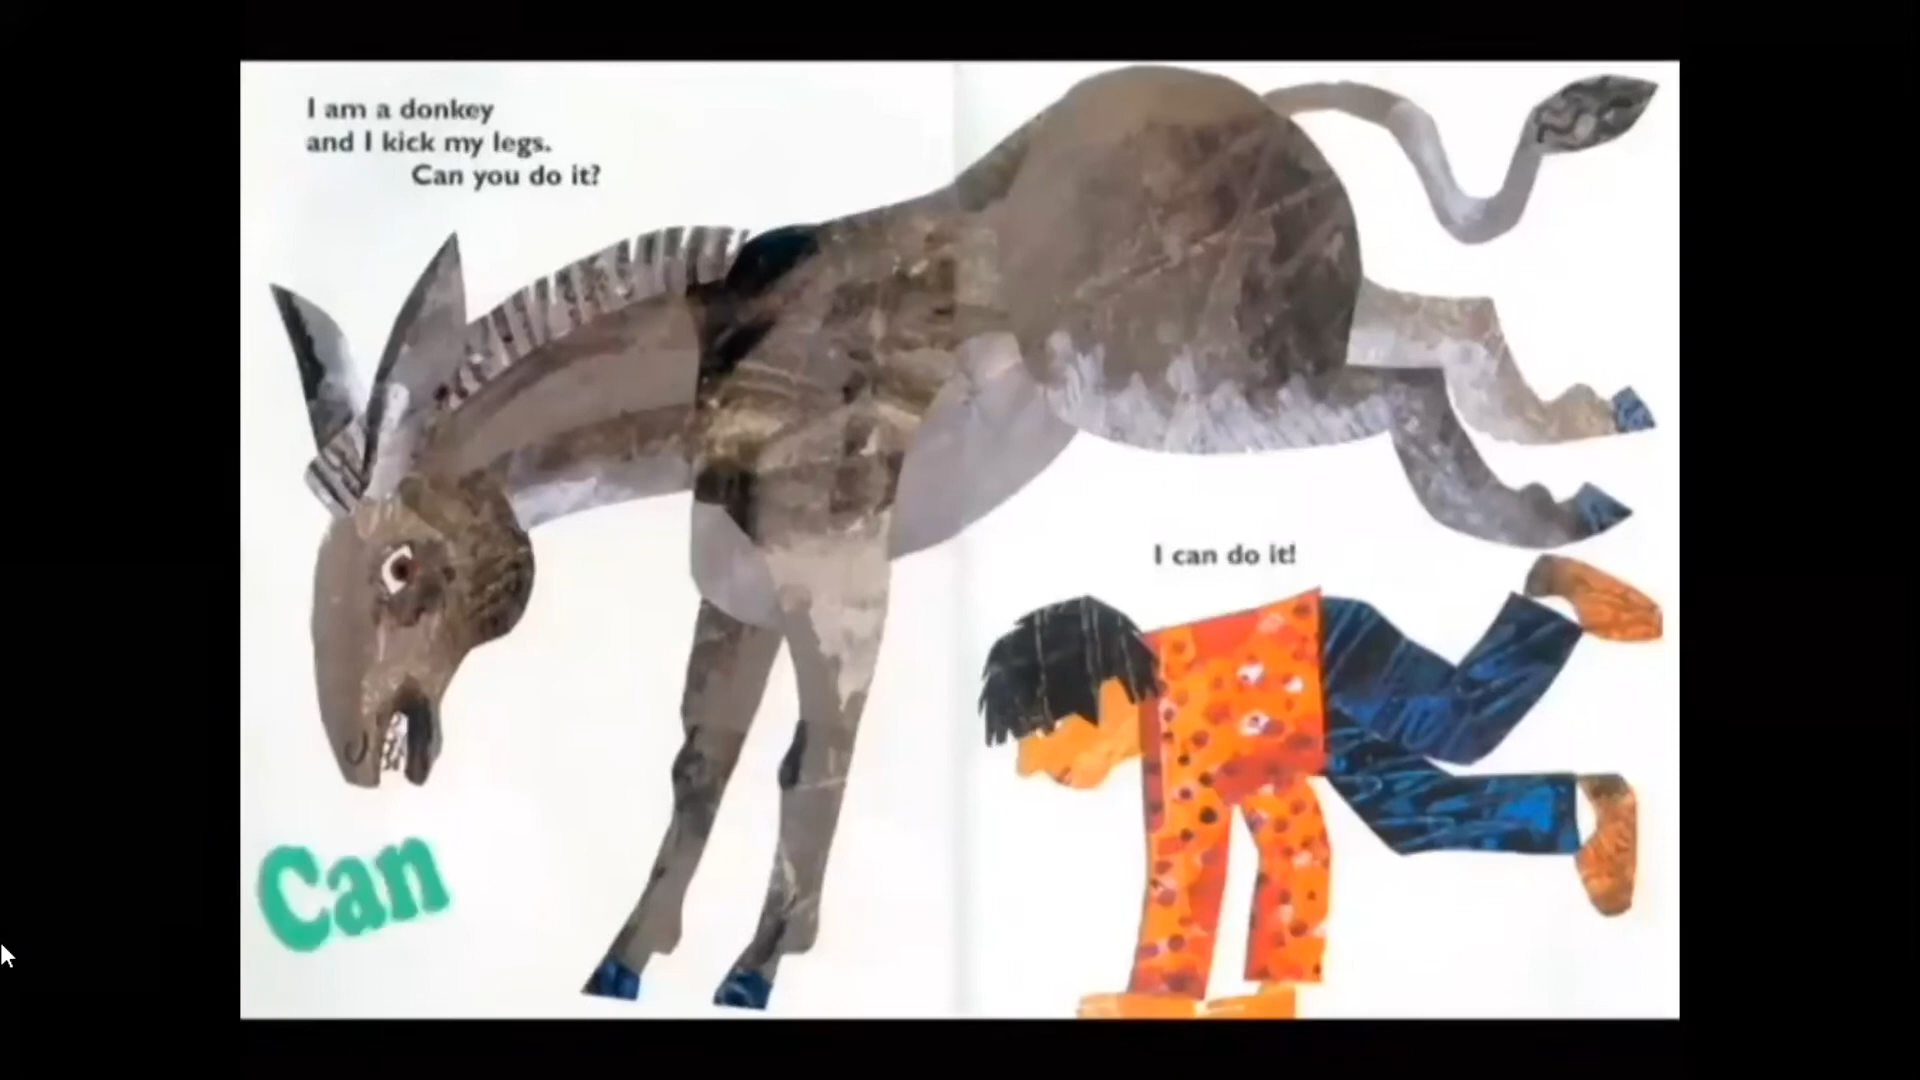 I am a donkey
and I kick my legs.
Can you do it?
I can do it!
Can